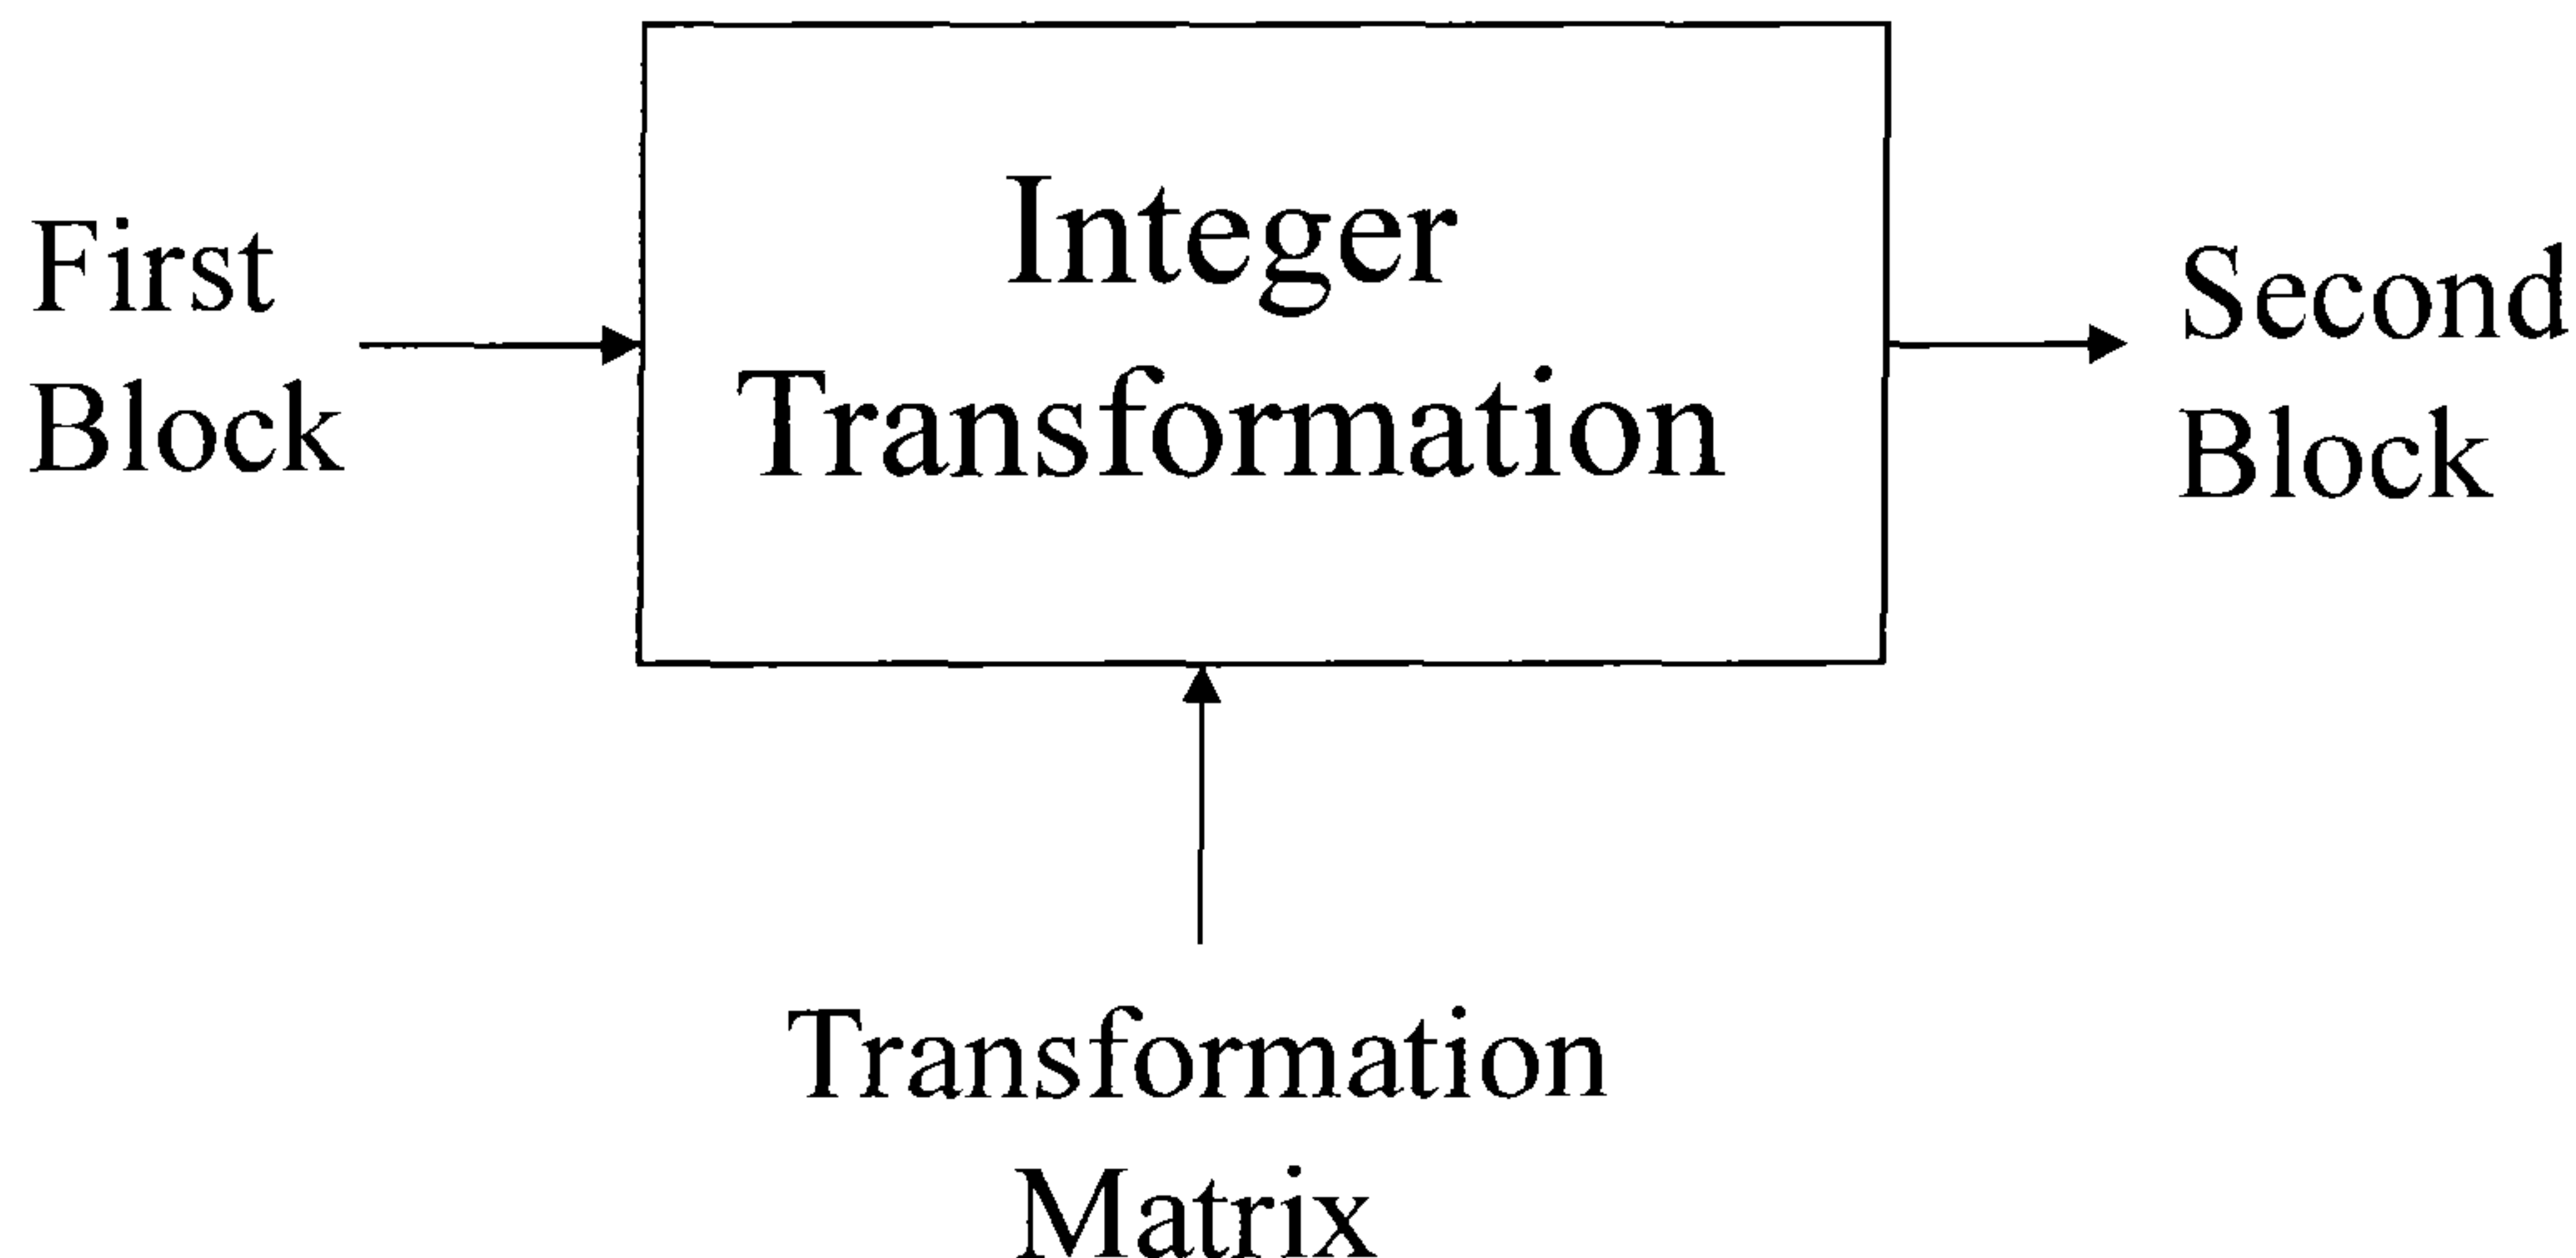 First
Block
Integer
Transformation
Second
Block
Transformation
Matrix